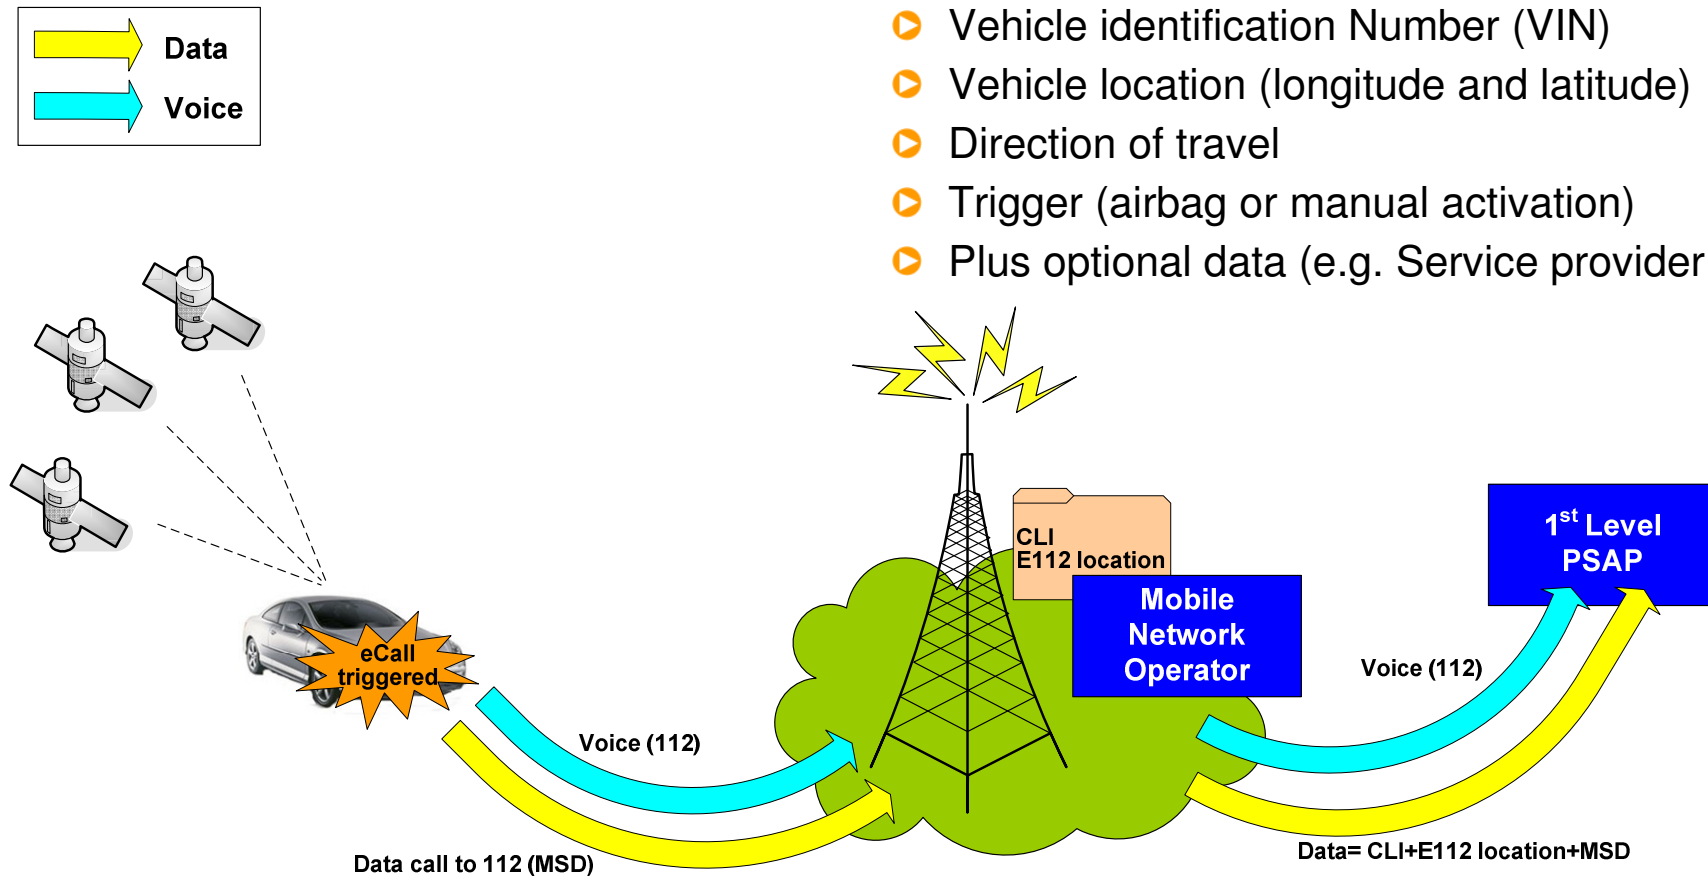 Data
Voice
Vehicle identification Number (VIN)
Vehicle location (longitude and latitude)
Direction of travel
Trigger (airbag or manual activation)
Plus optional data (e.g. Service provider
CLI
E112 location
Mobile
Network
Operator
1st Level
PSAP
eCall
triggered
Voice (112)
Data call to 112 (MSD)
Voice (112)
Data= CLI+E112 location+MSD